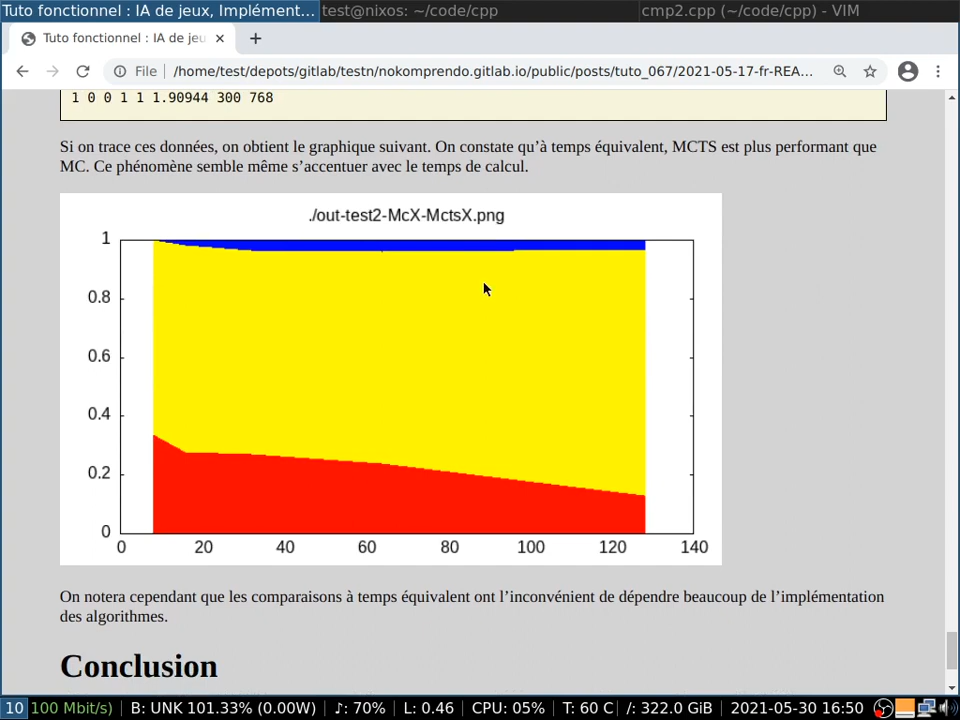 Tuto fonctionnel : IA de jeux, Implément... test@nixos: ~/code/cpp cmp2.cpp (~/code/cpp) - VIM
Tuto fonctionnel : IA de jeu
File /home/test/depots/gitlab/testn/nokomprendo.gitlab.io/public/posts/tuto_067/2021-05-17-fr-REA...
1 0 0 1 1 1.90944 300 768
Si on trace ces données, on obtient le graphique suivant. On constate qu’à temps équivalent, MCTS est plus performant que
MC. Ce phénomène semble même s’accentuer avec le temps de calcul.
./out-test2-McX-MctsX.png
1
0.8
0.6
0.4
0.2
0
0 20 40 60 80 100 120 140
On notera cependant que les comparaisons à temps équivalent ont l’inconvénient de dépendre beaucoup de l’implémentation
des algorithmes.
Conclusion
10 100 Mbit/s) B: UNK 101.33% (0.00W) ♪: 70% L: 0.46 CPU: 05% T: 60 C /: 322.0 GiB 2021-05-30 16:50